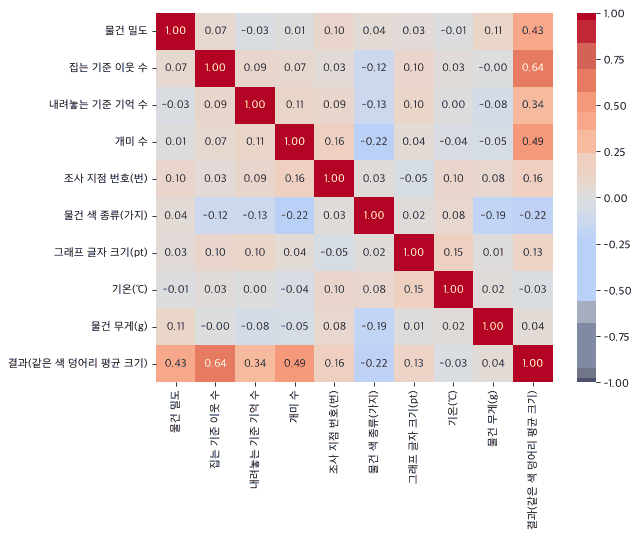 물건 밀도 1.00 0.07 -0.03 0.01 0.10 0.04 0.03 -0.01 0.11 0.43
집는 기준 이웃 수 0.07 1.00 0.09 0.07 0.03 -0.12 0.10 0.03 -0.00 0.64
내려놓는 기준 기억 수 -0.03 0.09 1.00 0.11 0.09 -0.13 0.10 0.00 -0.08 0.34
개미 수 0.01 0.07 0.11 1.00 0.16 -0.22 0.04 -0.04 -0.05 0.49
조사 지점 번호(번) 0.10 0.03 0.09 0.16 1.00 0.03 -0.05 0.10 0.08 0.16
물건 색 종류(가지) 0.04 -0.12 -0.13 -0.22 0.03 1.00 0.02 0.08 -0.19 -0.22
그래프 글자 크기(pt) 0.03 0.10 0.10 0.04 -0.05 0.02 1.00 0.15 0.01 0.13
기온(℃) -0.01 0.03 0.00 -0.04 0.10 0.08 0.15 1.00 0.02 -0.03
물건 무게(g) 0.11 -0.00 -0.08 -0.05 0.08 -0.19 0.01 0.02 1.00 0.04
결과(같은 색 덩어리 평균 크기) 0.43 0.64 0.34 0.49 0.16 -0.22 0.13 -0.03 0.04 1.00
물건 밀도
집는 기준 이웃 수
내려놓는 기준 기억 수
개미 수
조사 지점 번호(번)
물건 색 종류(가지)
그래프 글자 크기(pt)
기온(℃)
물건 무게(g)
결과(같은 색 덩어리 평균 크기)
1.00
0.75
0.50
0.25
0.00
-0.25
-0.50
-0.75
-1.00